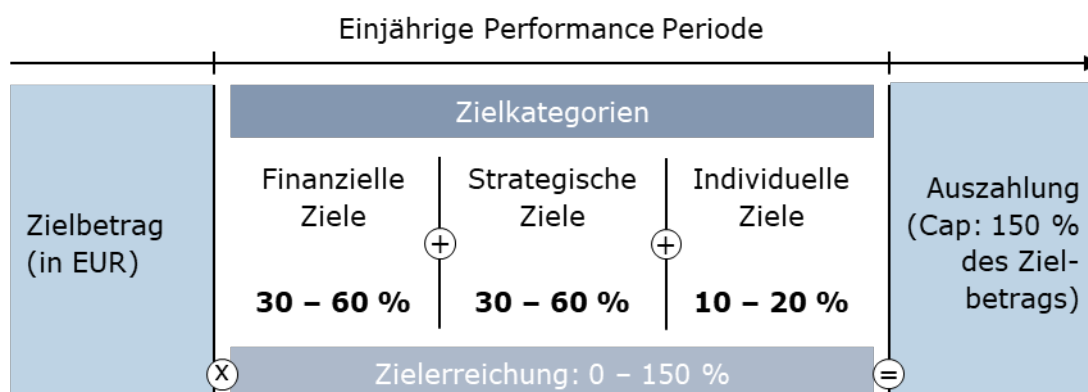 Einjährige Performance Periode
Zielkategorien
Zielbetrag
(in EUR)
Finanzielle
Ziele
+
Strategische
Ziele
+
Individuelle
Ziele
30 – 60 %
30 – 60 %
10 – 20 %
Auszahlung
(Cap: 150 %
des Ziel-
betrags)
x
Zielerreichung: 0 – 150 %
=